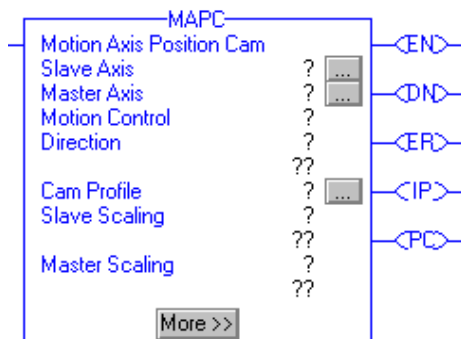 MAPC
Motion Axis Position Cam EN
Slave Axis ? ...
Master Axis ? ... DN
Motion Control ?
Direction ? ER
??
Cam Profile ? ... IP
Slave Scaling ?
?? PC
Master Scaling ?
??
More >>